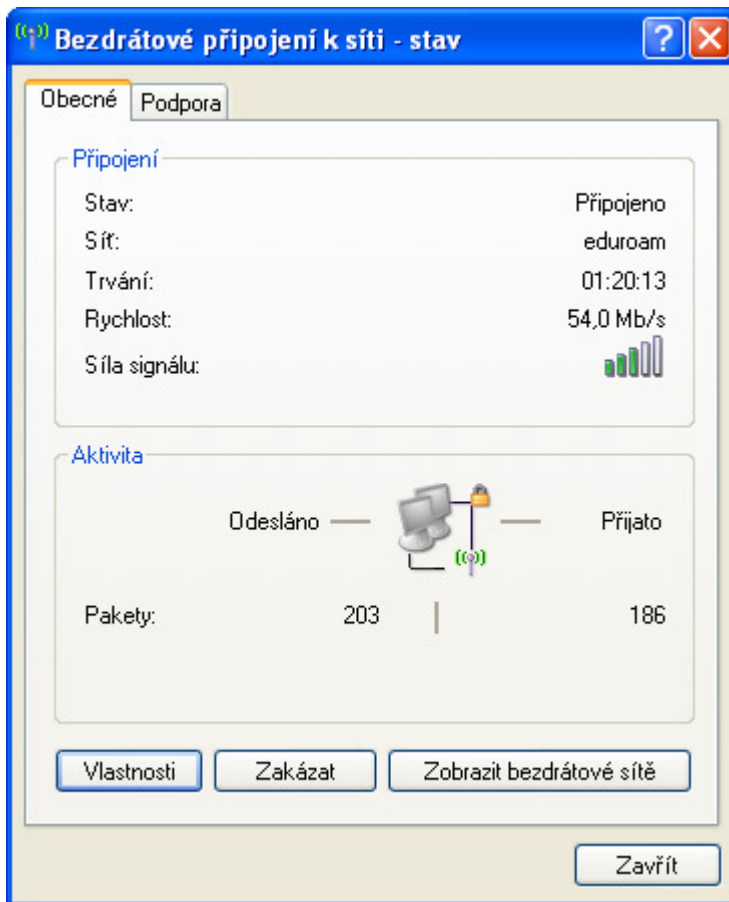 Bezdrátové připojení k síti - stav
Obecné Podpora
Připojení
Stav: Připojeno
Síť: eduroam
Trvání: 01:20:13
Rychlost: 54,0 Mb/s
Síla signálu:
Aktivita
Odesláno — Přijato
Pakety: 203 | 186
Vlastnosti Zakázat Zobrazit bezdrátové sítě
Zavřít